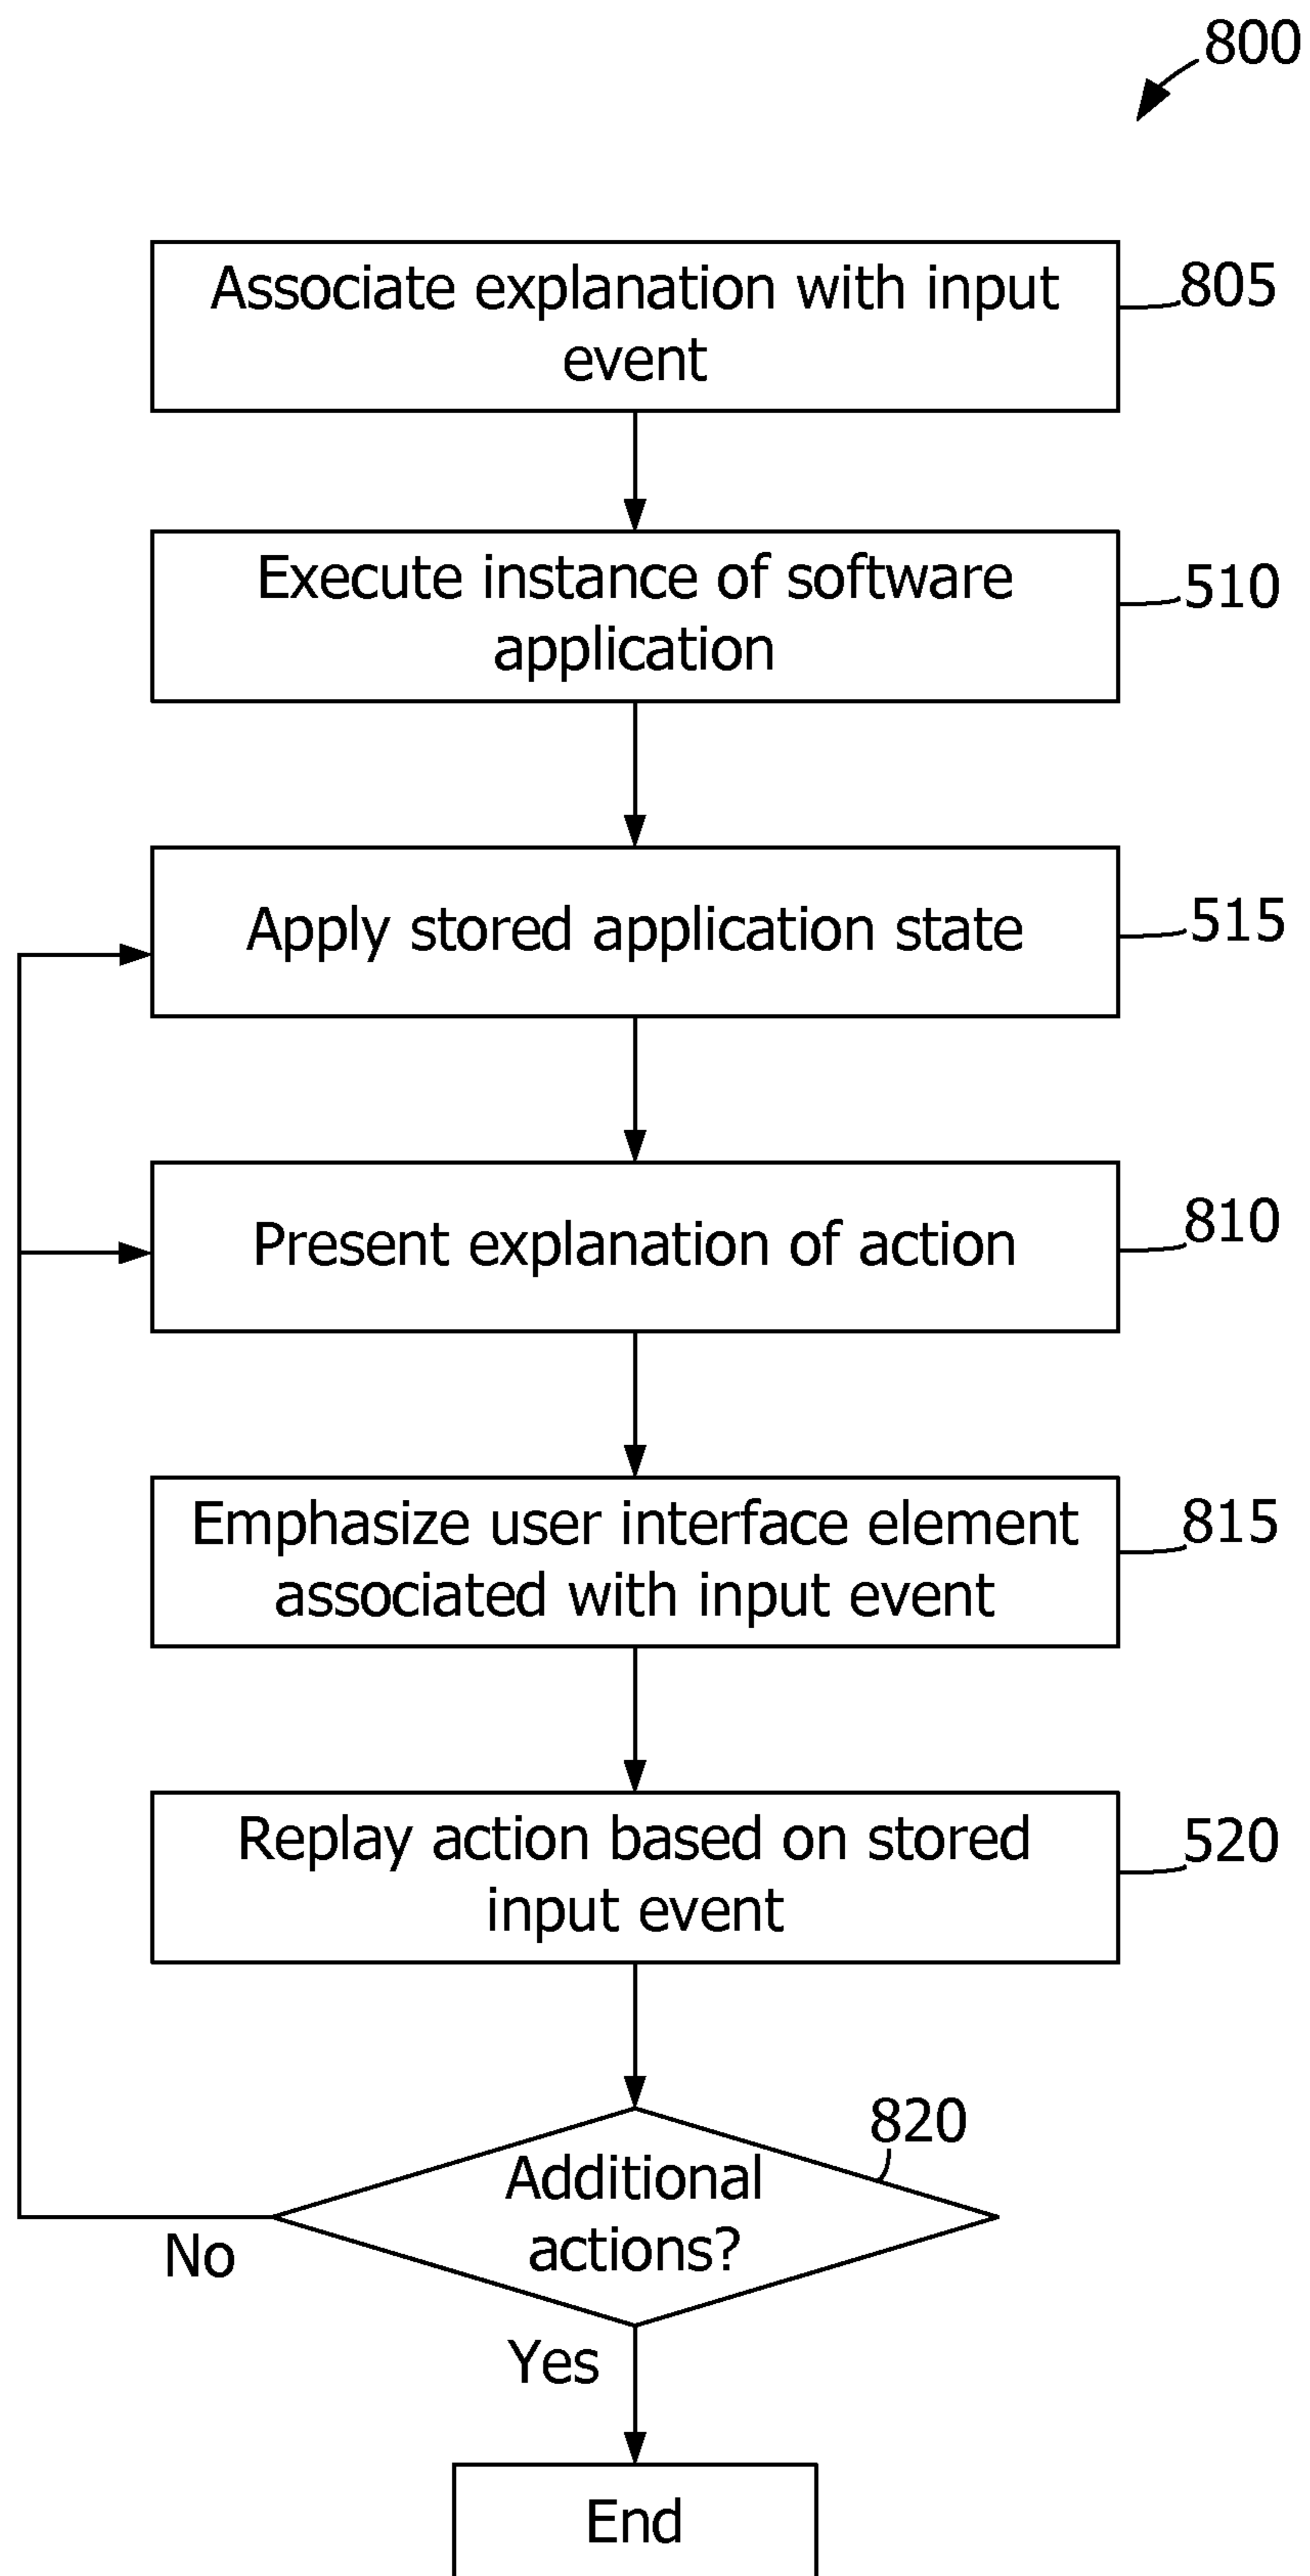 800
Associate explanation with input
event
805
Execute instance of software
application
510
Apply stored application state
515
Present explanation of action
810
Emphasize user interface element
associated with input event
815
Replay action based on stored
input event
520
820
Additional
actions?
No
Yes
End